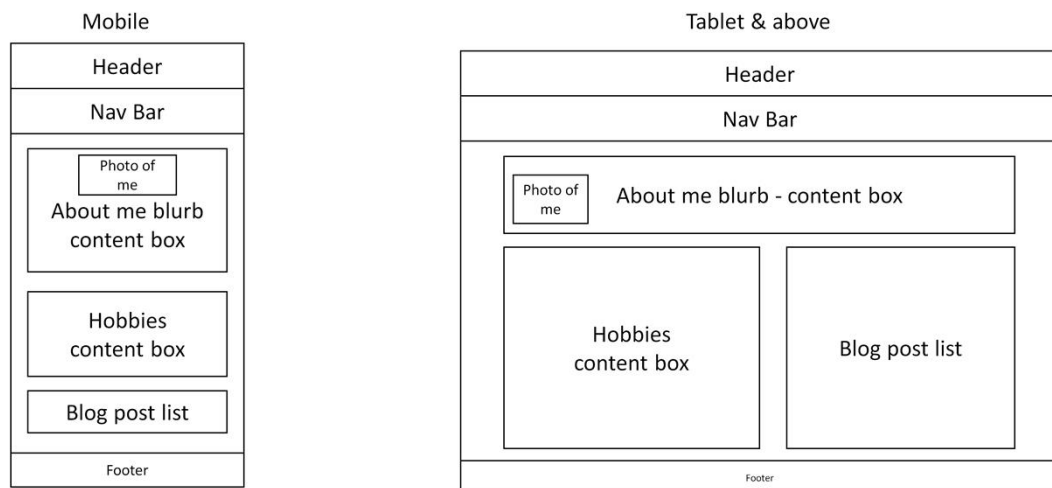 Mobile
Header
Nav Bar
Photo of
me
About me blurb
content box
Hobbies
content box
Blog post list
Footer
Tablet & above
Header
Nav Bar
Photo of
me
About me blurb - content box
Hobbies
content box
Blog post list
Footer